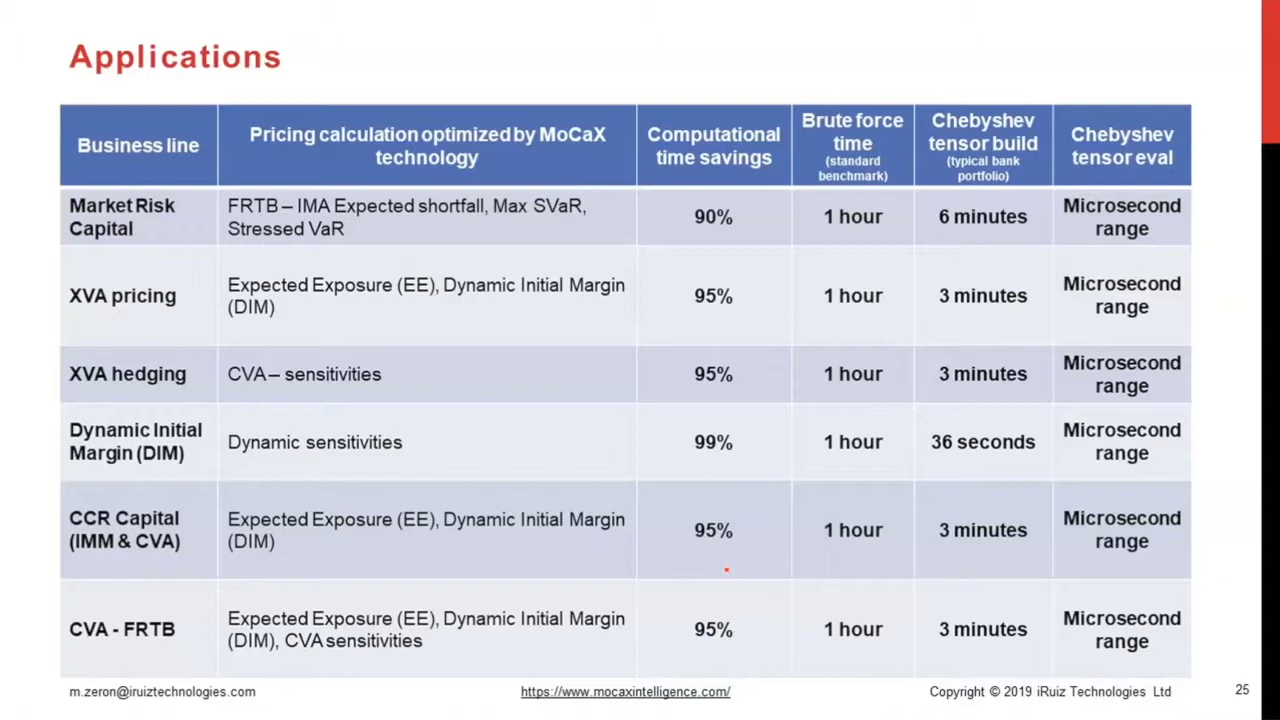 Applications
Business line
Pricing calculation optimized by MoCaX
technology
Computational
time savings
Brute force
time
(standard
benchmark)
Chebyshev
tensor build
(typical bank
portfolio)
Chebyshev
tensor eval
Market Risk
Capital
FRTB – IMA Expected shortfall, Max SVaR,
Stressed VaR
90%
1 hour
6 minutes
Microsecond
range
XVA pricing
Expected Exposure (EE), Dynamic Initial Margin
(DIM)
95%
1 hour
3 minutes
Microsecond
range
XVA hedging
CVA – sensitivities
95%
1 hour
3 minutes
Microsecond
range
Dynamic Initial
Margin (DIM)
Dynamic sensitivities
99%
1 hour
36 seconds
Microsecond
range
CCR Capital
(IMM & CVA)
Expected Exposure (EE), Dynamic Initial Margin
(DIM)
95%
1 hour
3 minutes
Microsecond
range
CVA - FRTB
Expected Exposure (EE), Dynamic Initial Margin
(DIM), CVA sensitivities
95%
1 hour
3 minutes
Microsecond
range
m.zeron@iruiztechnologies.com
https://www.mocaxintelligence.com/
Copyright © 2019 iRuiz Technologies Ltd
25